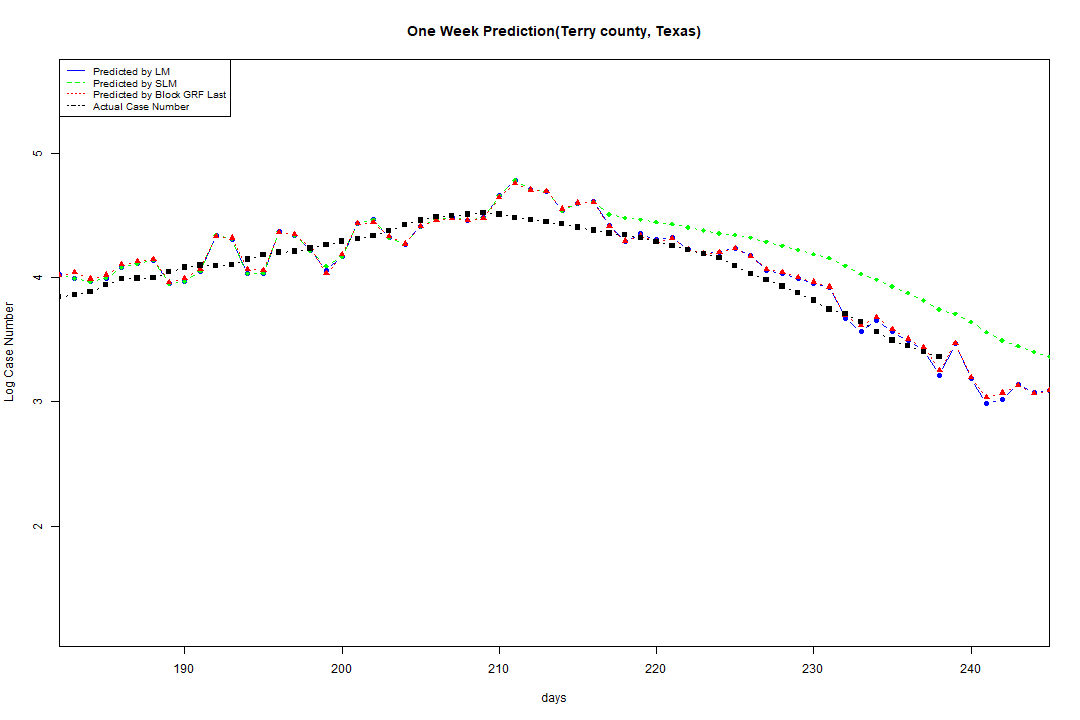 One Week Prediction(Terry county, Texas)
Predicted by LM
Predicted by SLM
Predicted by Block GRF Last
Actual Case Number
5
4
3
2
Log Case Number
190 200 210 220 230 240
days